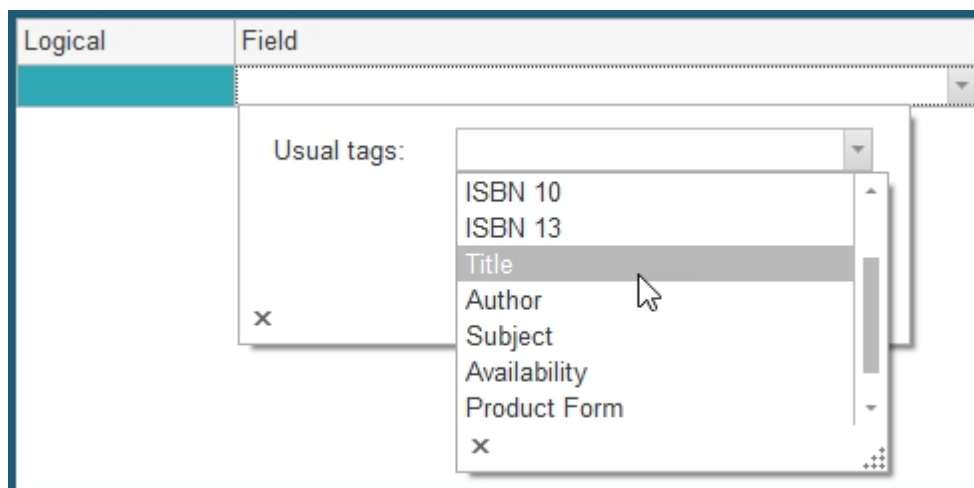 Logical Field
Usual tags:
ISBN 10
ISBN 13
Title
Author
Subject
Availability
Product Form